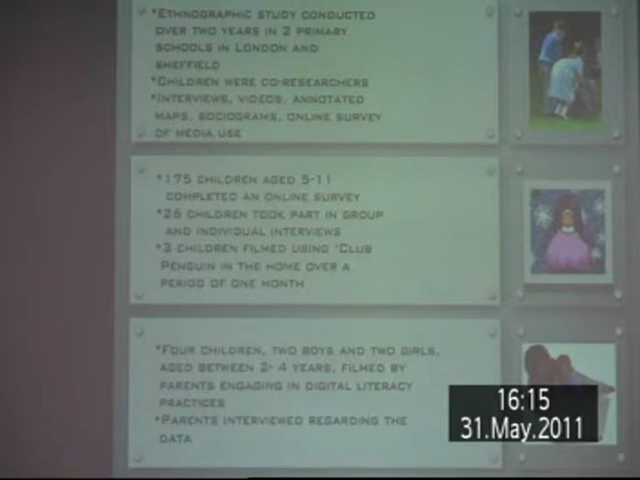 *Ethnographic study conducted
over two years in 2 primary
schools in London and
Sheffield
*Children were co-researchers
*Interviews, videos, annotated
maps, sociograms, online survey
of media use
*175 children aged 5-11
completed an online survey
*26 children took part in group
and individual interviews
*3 children filmed using 'Club
Penguin in the home over a
period of one month
*Four children, two boys and two girls,
aged between 2- 4 years, filmed by
parents engaging in digital literacy
practices
*Parents interviewed regarding the
data
16:15
31.May.2011